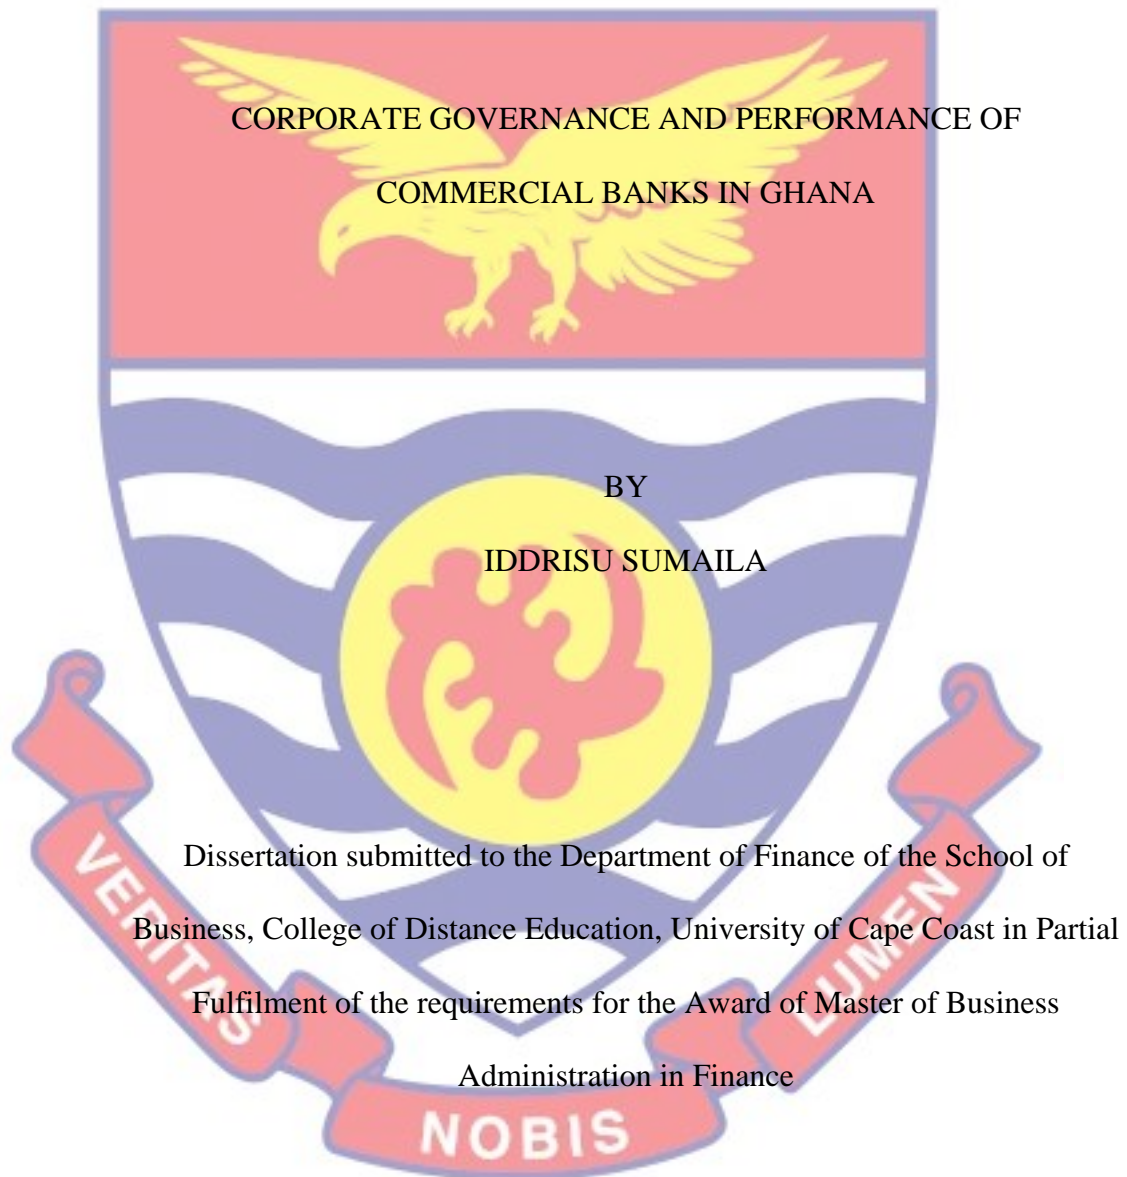 CORPORATE GOVERNANCE AND PERFORMANCE OF
COMMERCIAL BANKS IN GHANA
BY
IDDRISU SUMAILA
Dissertation submitted to the Department of Finance of the School of
Business, College of Distance Education, University of Cape Coast in Partial
Fulfilment of the requirements for the Award of Master of Business
Administration in Finance
VERITAS
NOBIS
LUMEN